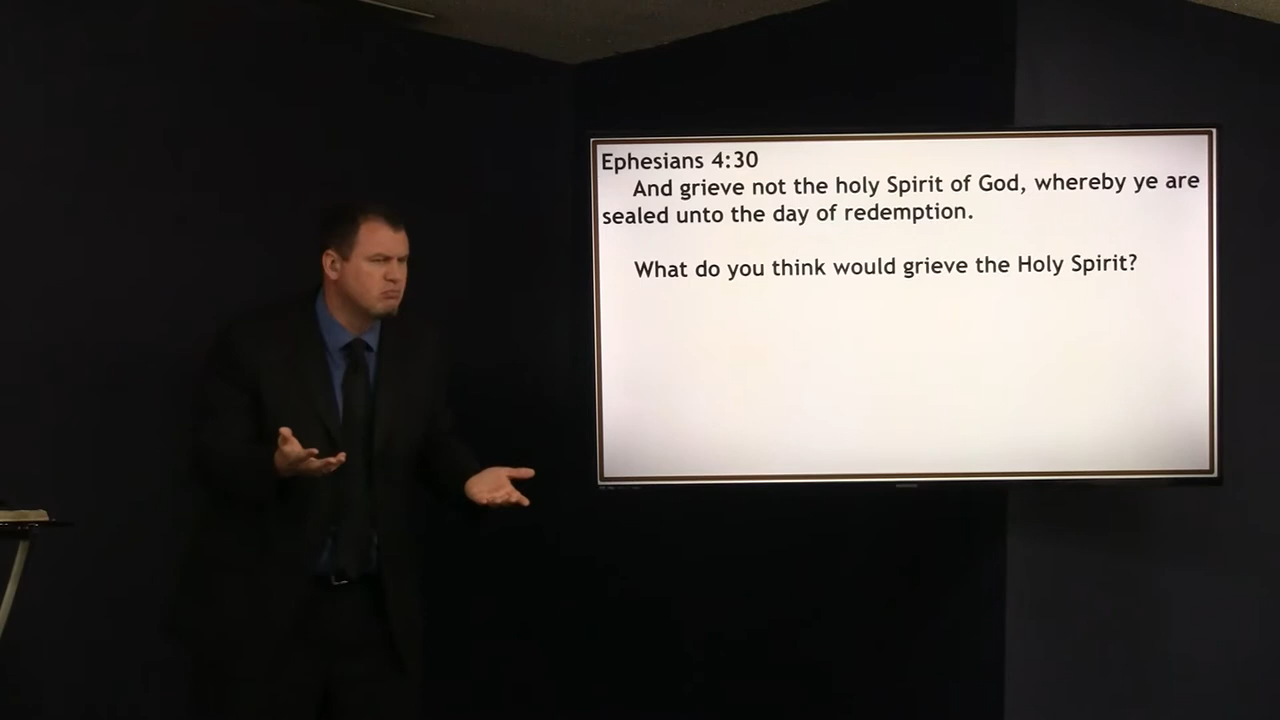 Ephesians 4:30
And grieve not the holy Spirit of God, whereby ye are
sealed unto the day of redemption.
What do you think would grieve the Holy Spirit?